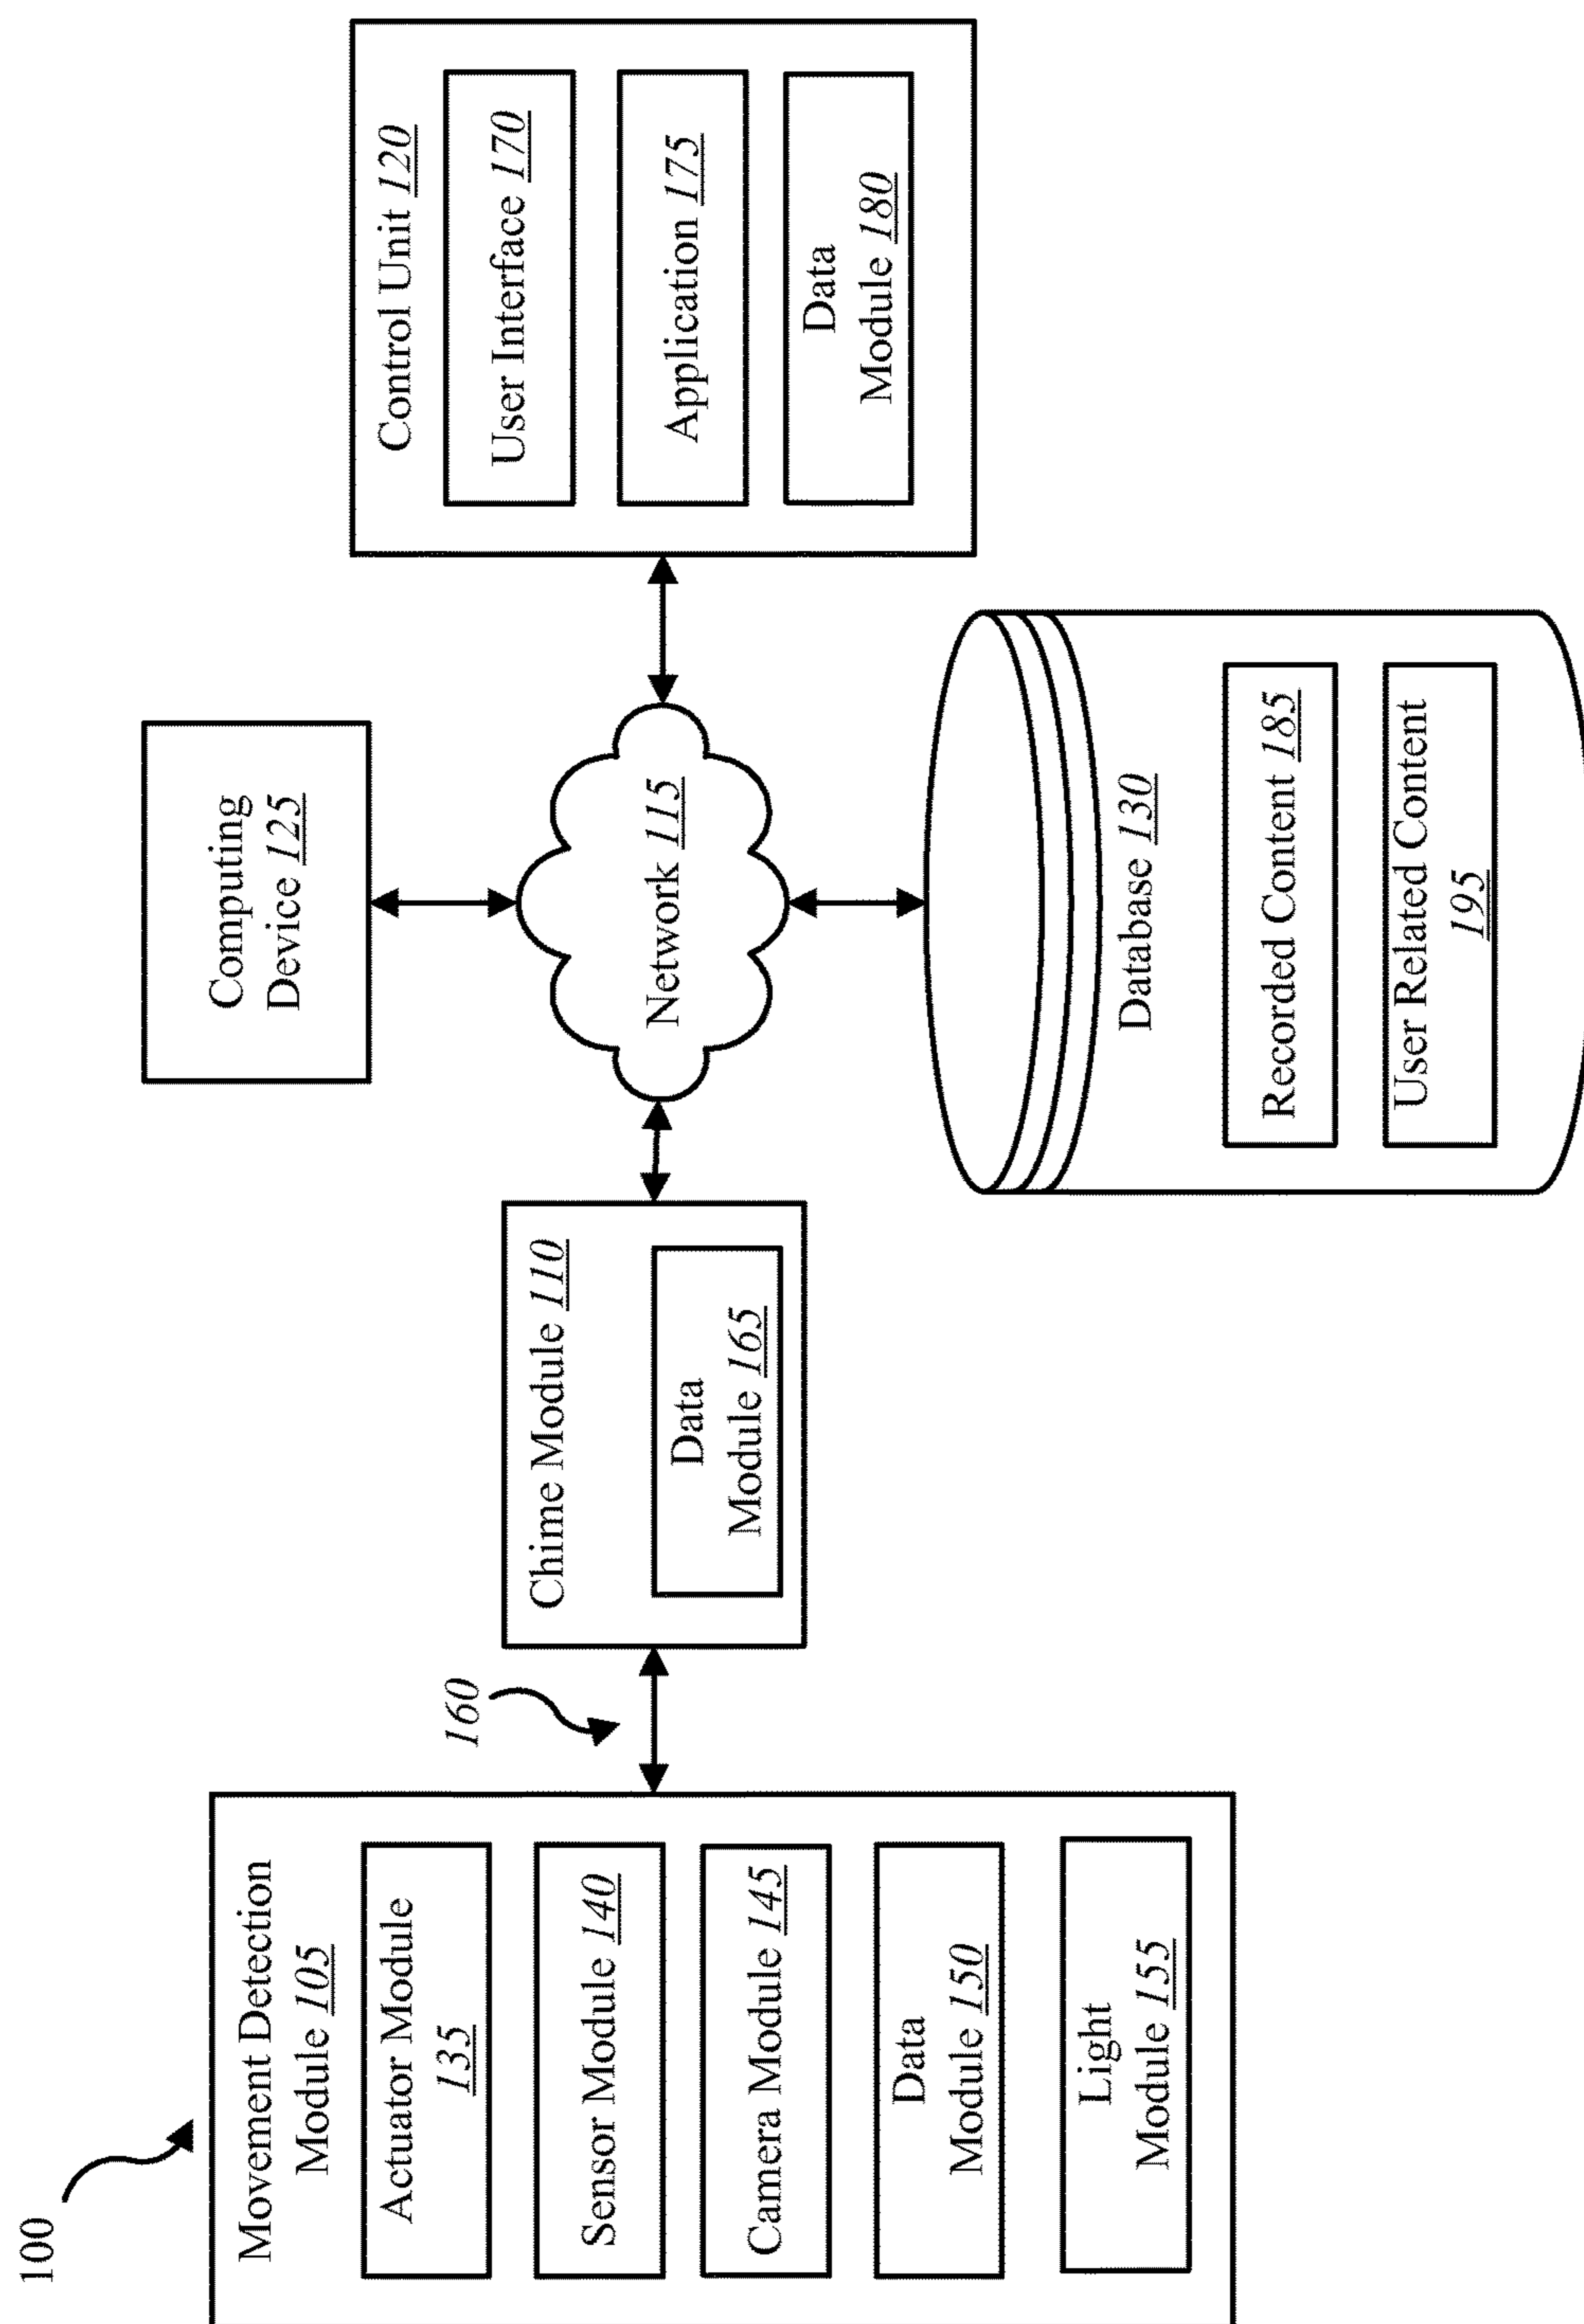 100
Movement Detection
Module 105
Actuator Module
135
Sensor Module 140
Camera Module 145
Data
Module 150
Light
Module 155
160
Chime Module 110
Data
Module 165
Computing
Device 125
Network 115
Database 130
Recorded Content 185
User Related Content
195
Control Unit 120
User Interface 170
Application 175
Data
Module 180